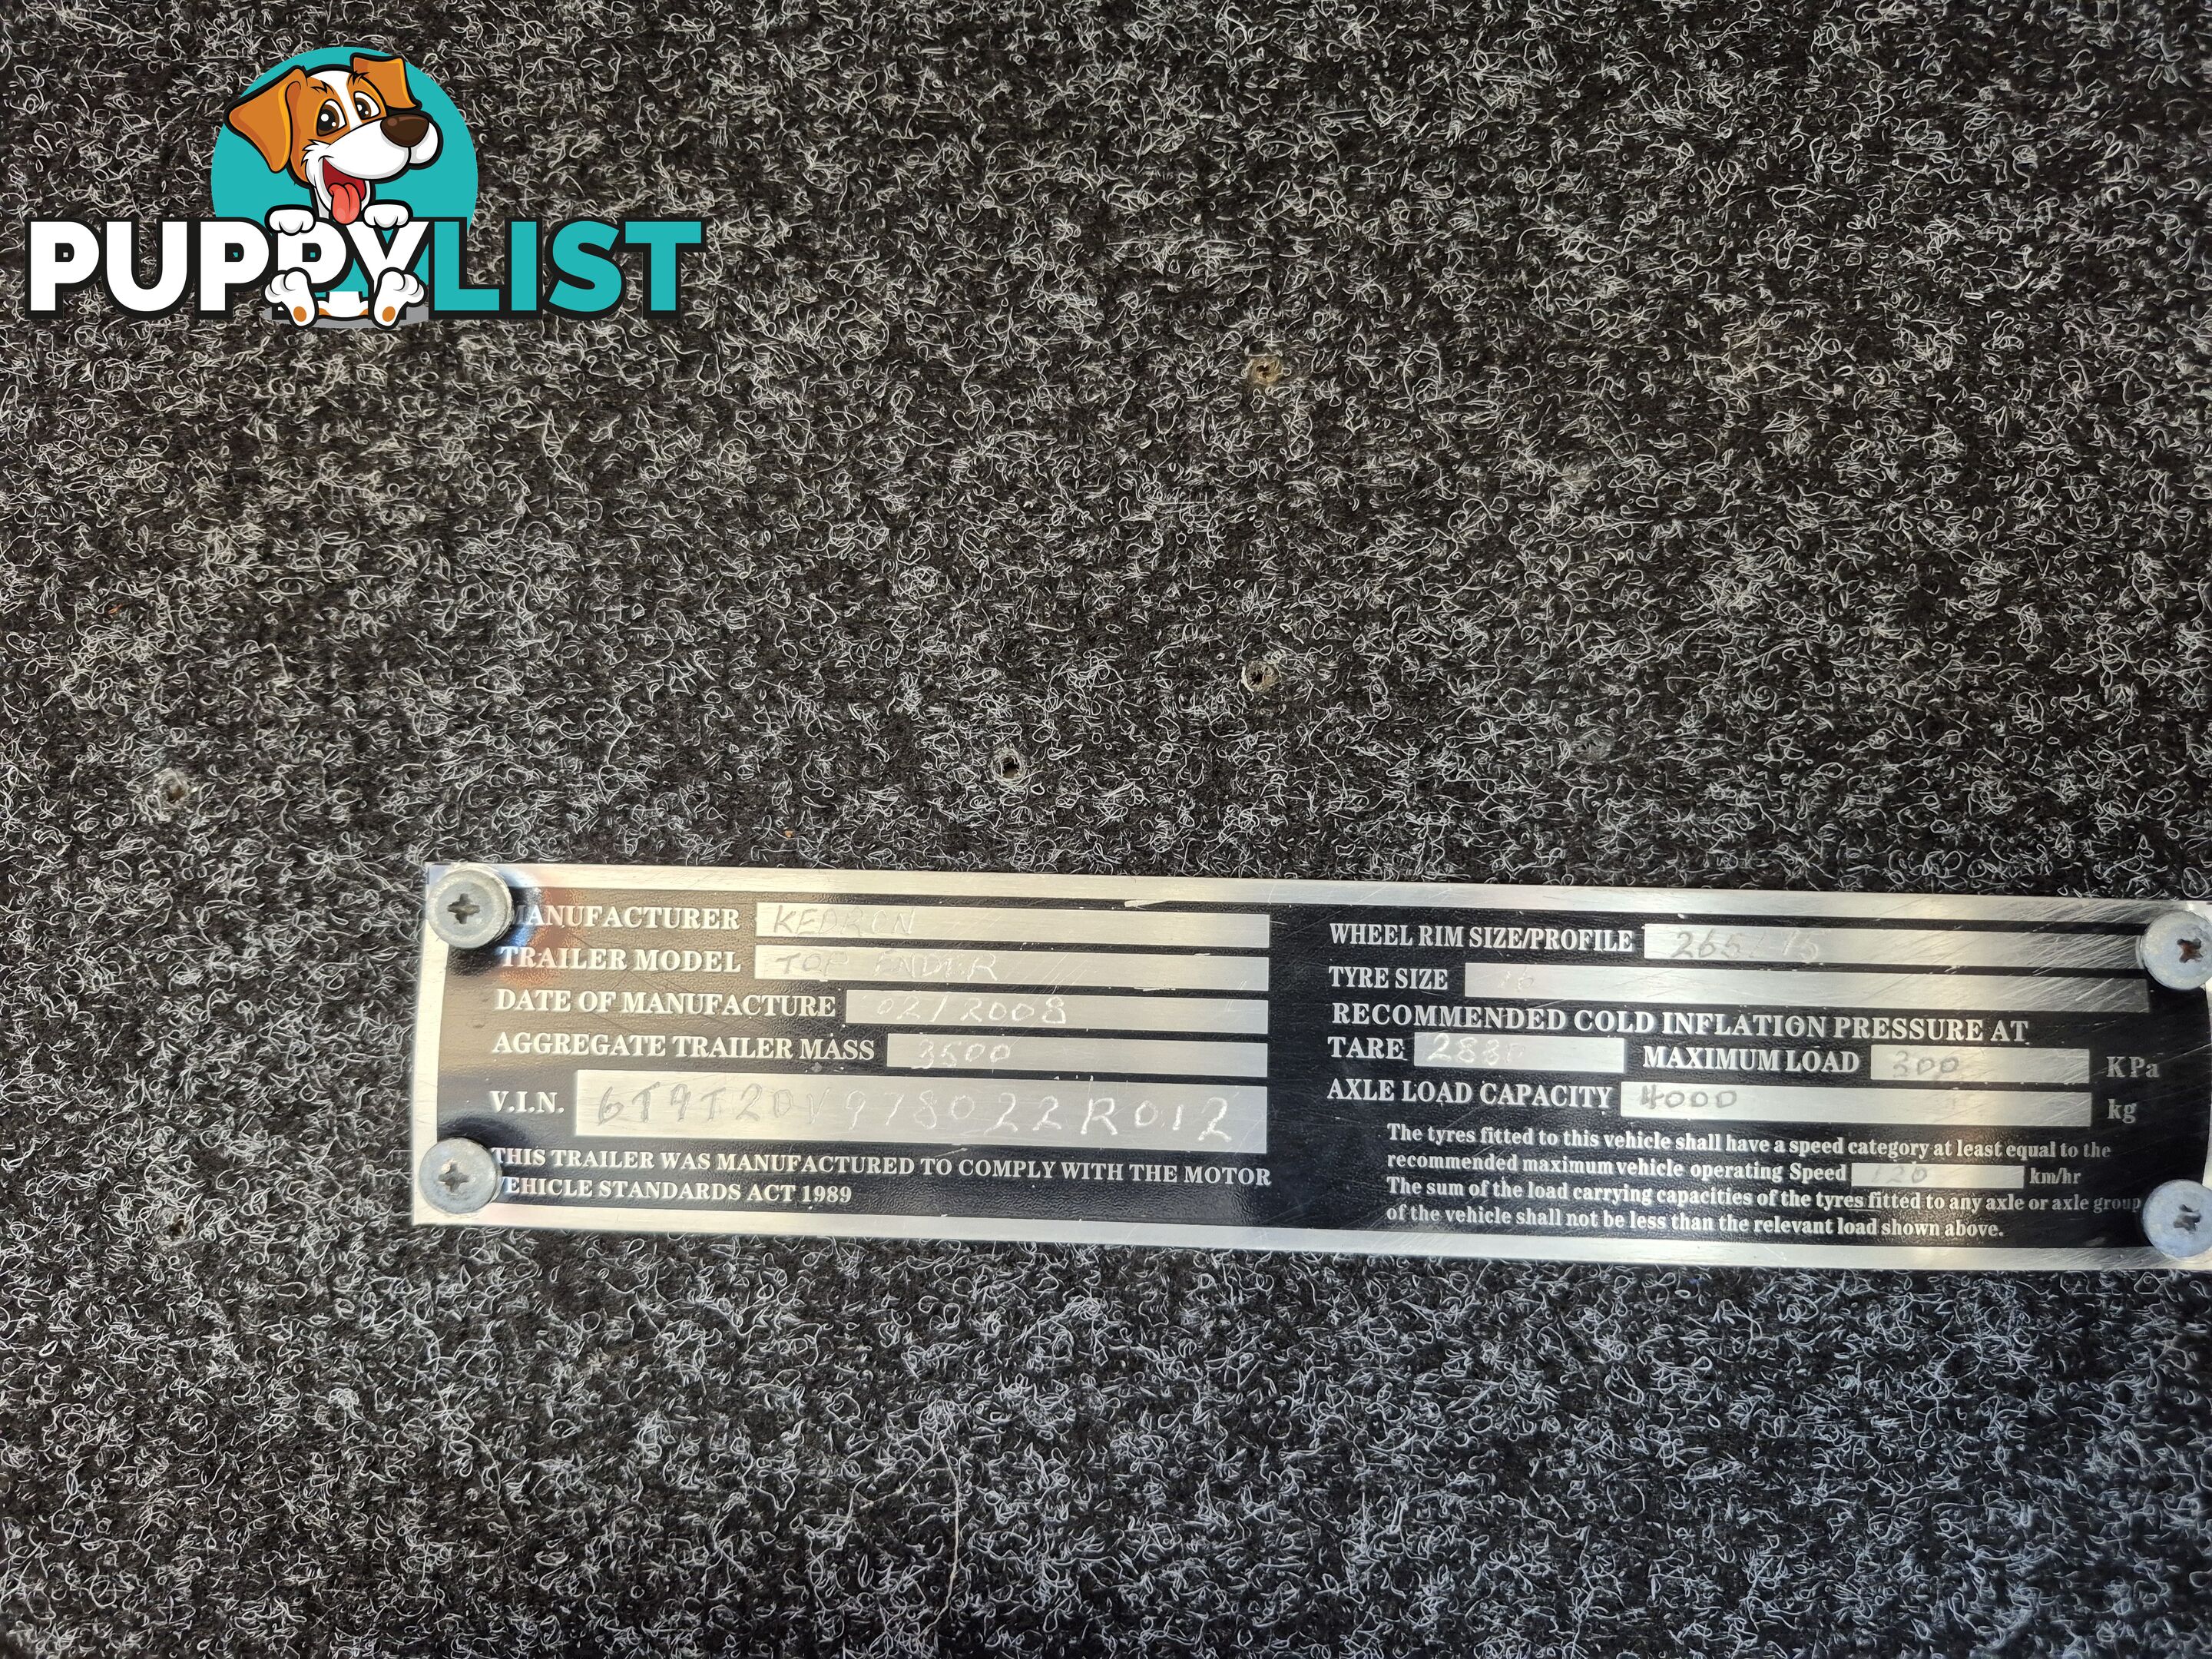 PUPPYLIST
MANUFACTURER KEDRON
TRAILER MODEL TOP ENDER
DATE OF MANUFACTURE 02/2008
AGGREGATE TRAILER MASS 3500
V.I.N. 6T9T20V978022R012
THIS TRAILER WAS MANUFACTURED TO COMPLY WITH THE MOTOR
VEHICLE STANDARDS ACT 1989
WHEEL RIM SIZE/PROFILE 265/75
TYRE SIZE 16
RECOMMENDED COLD INFLATION PRESSURE AT
TARE MAXIMUM LOAD 300 KPa
AXLE LOAD CAPACITY 4000 kg
The tyres fitted to this vehicle shall have a speed category at least equal to the
recommended maximum vehicle operating Speed km/hr
The sum of the load carrying capacities of the tyres fitted to any axle or axle group
of the vehicle shall not be less than the relevant load shown above.